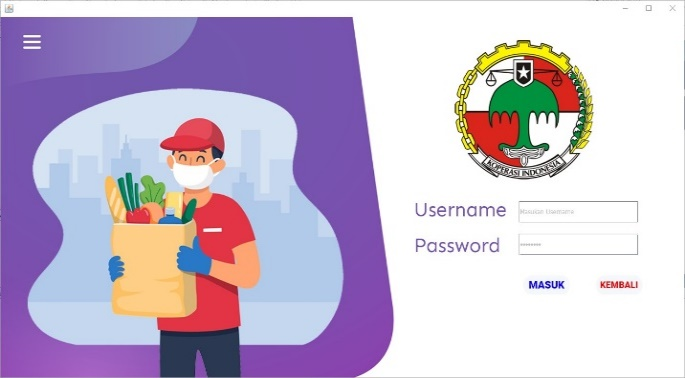 KOPERASI INDONESIA
Username
Masukan Username
Password
MASUK
KEMBALI